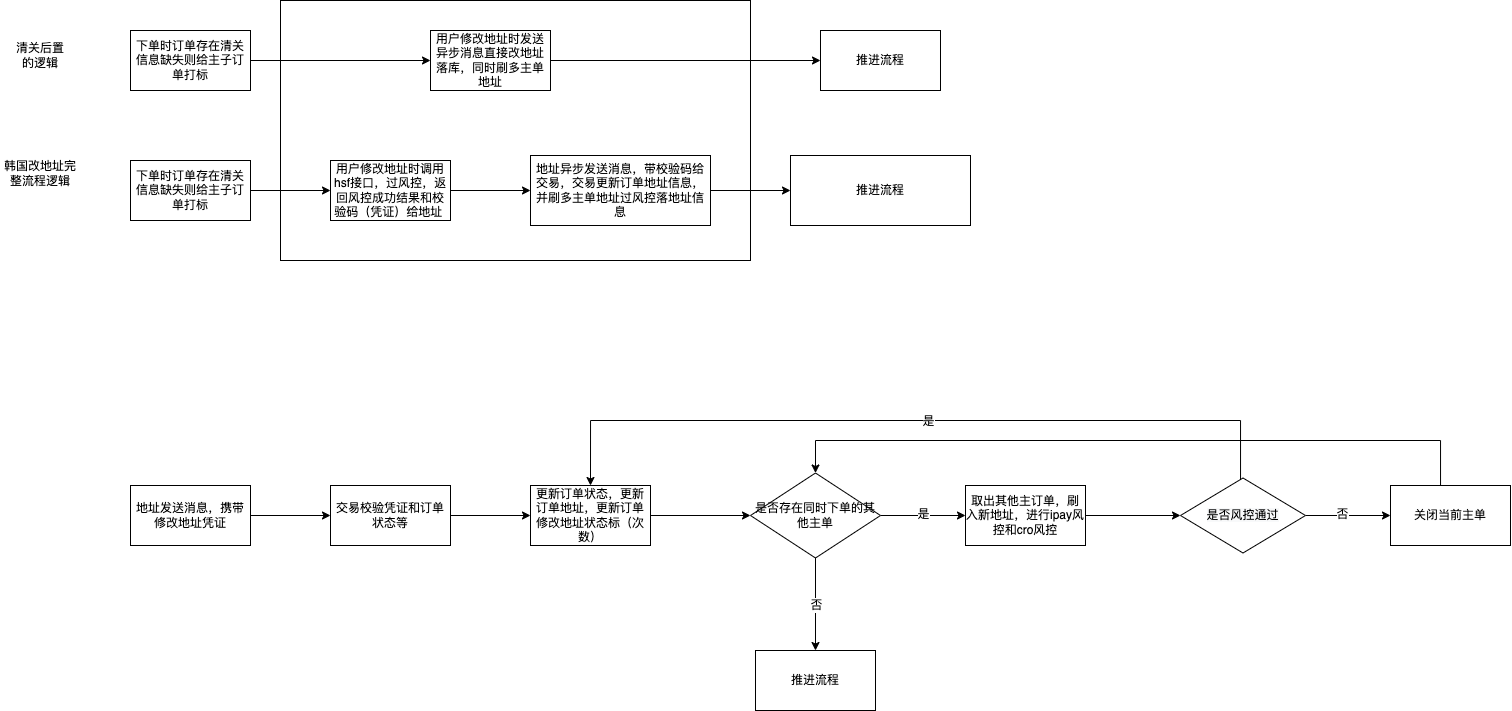 清关后置
的逻辑
下单时订单存在清关
信息缺失则给主子订
单打标
用户修改地址时发送
异步消息直接改地址
落库，同时刷多主单
地址
推进流程
韩国改地址完
整流程逻辑
下单时订单存在清关
信息缺失则给主子订
单打标
用户修改地址时调用
hsf接口，过风控，返
回风控成功结果和校
验码（凭证）给地址
地址异步发送消息，带校验码给
交易，交易更新订单地址信息，
并刷多主单地址过风控落地址信
息
推进流程
是
地址发送消息，携带
修改地址凭证
交易校验凭证和订单
状态等
更新订单状态，更新
订单地址，更新订单
修改地址状态标（次
数）
是否存在同时下单的其
他主单
是
取出其他主订单，刷
入新地址，进行ipay风
控和cro风控
是否风控通过
否
关闭当前主单
否
推进流程